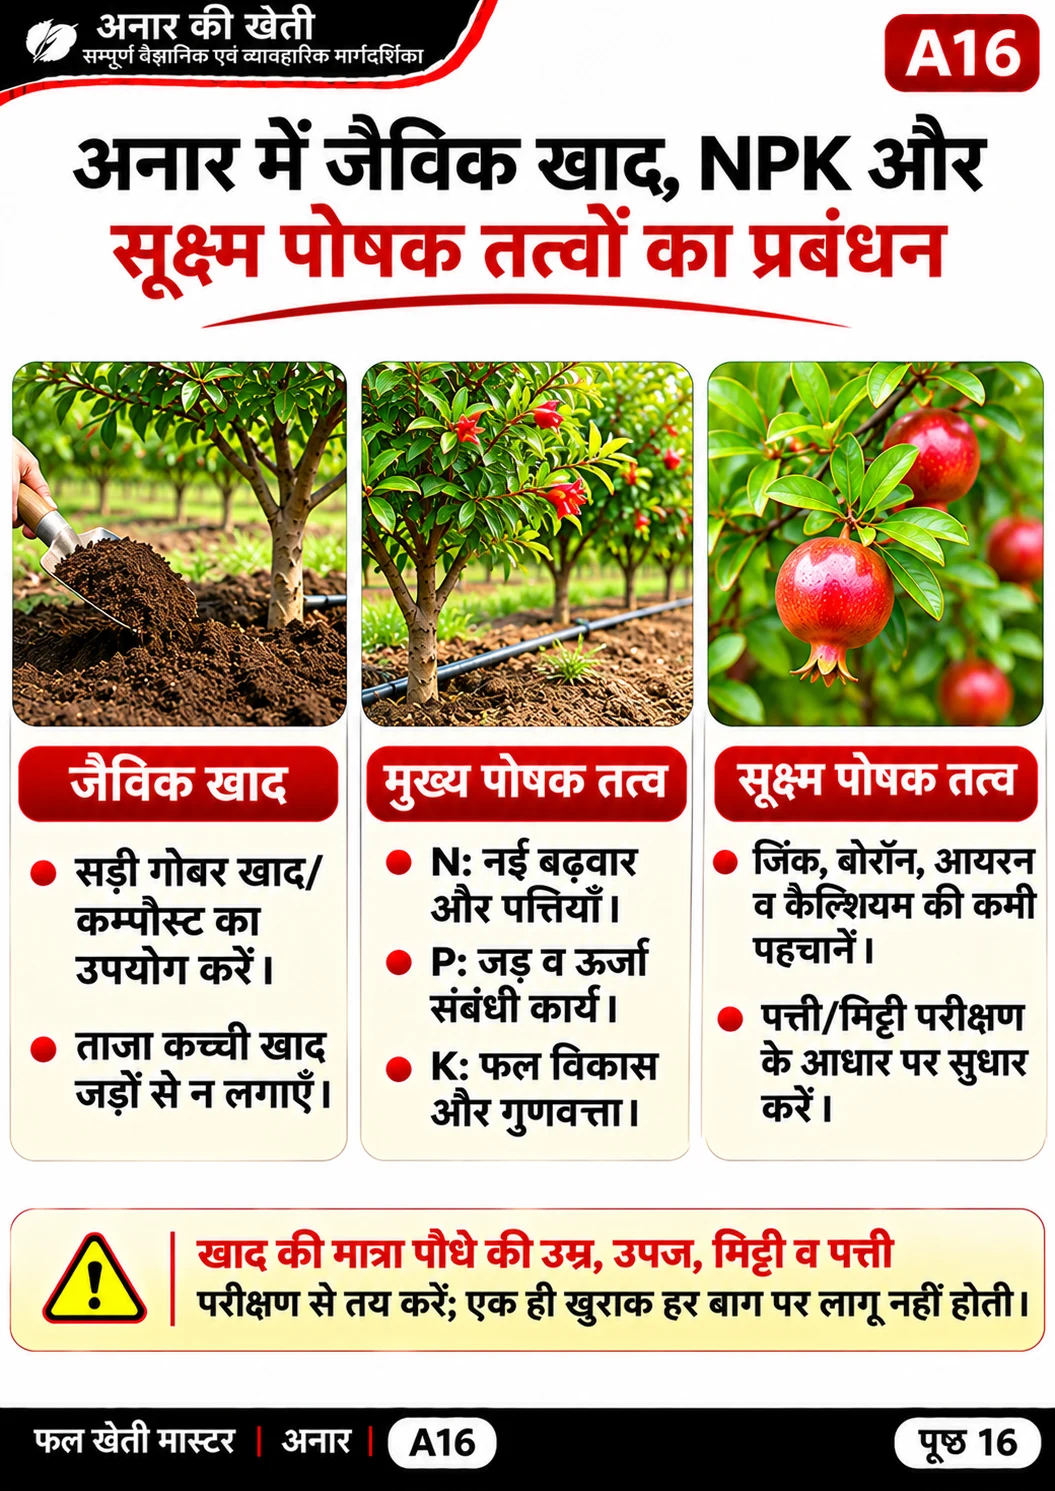 अनार की खेती
सम्पूर्ण वैज्ञानिक एवं व्यावहारिक मार्गदर्शिका
A16
अनार में जैविक खाद, NPK और
सूक्ष्म पोषक तत्वों का प्रबंधन
जैविक खाद
सड़ी गोबर खाद/
कम्पौस्ट का
उपयोग करें।
ताजा कच्ची खाद
जड़ों से न लगाएँ।
मुख्य पोषक तत्व
N: नई बढ़वार
और पत्तियाँ।
P: जड़ व ऊर्जा
संबंधी कार्य।
K: फल विकास
और गुणवत्ता।
सूक्ष्म पोषक तत्व
जिंक, बोरॉन, आयरन
व कैल्शियम की कमी
पहचानें।
पत्ती/मिट्टी परीक्षण
के आधार पर सुधार
करें।
खाद की मात्रा पौधे की उम्र, उपज, मिट्टी व पत्ती
परीक्षण से तय करें; एक ही खुराक हर बाग पर लागू नहीं होती।
फल खेती मास्टर | अनार | A16
पृष्ठ 16